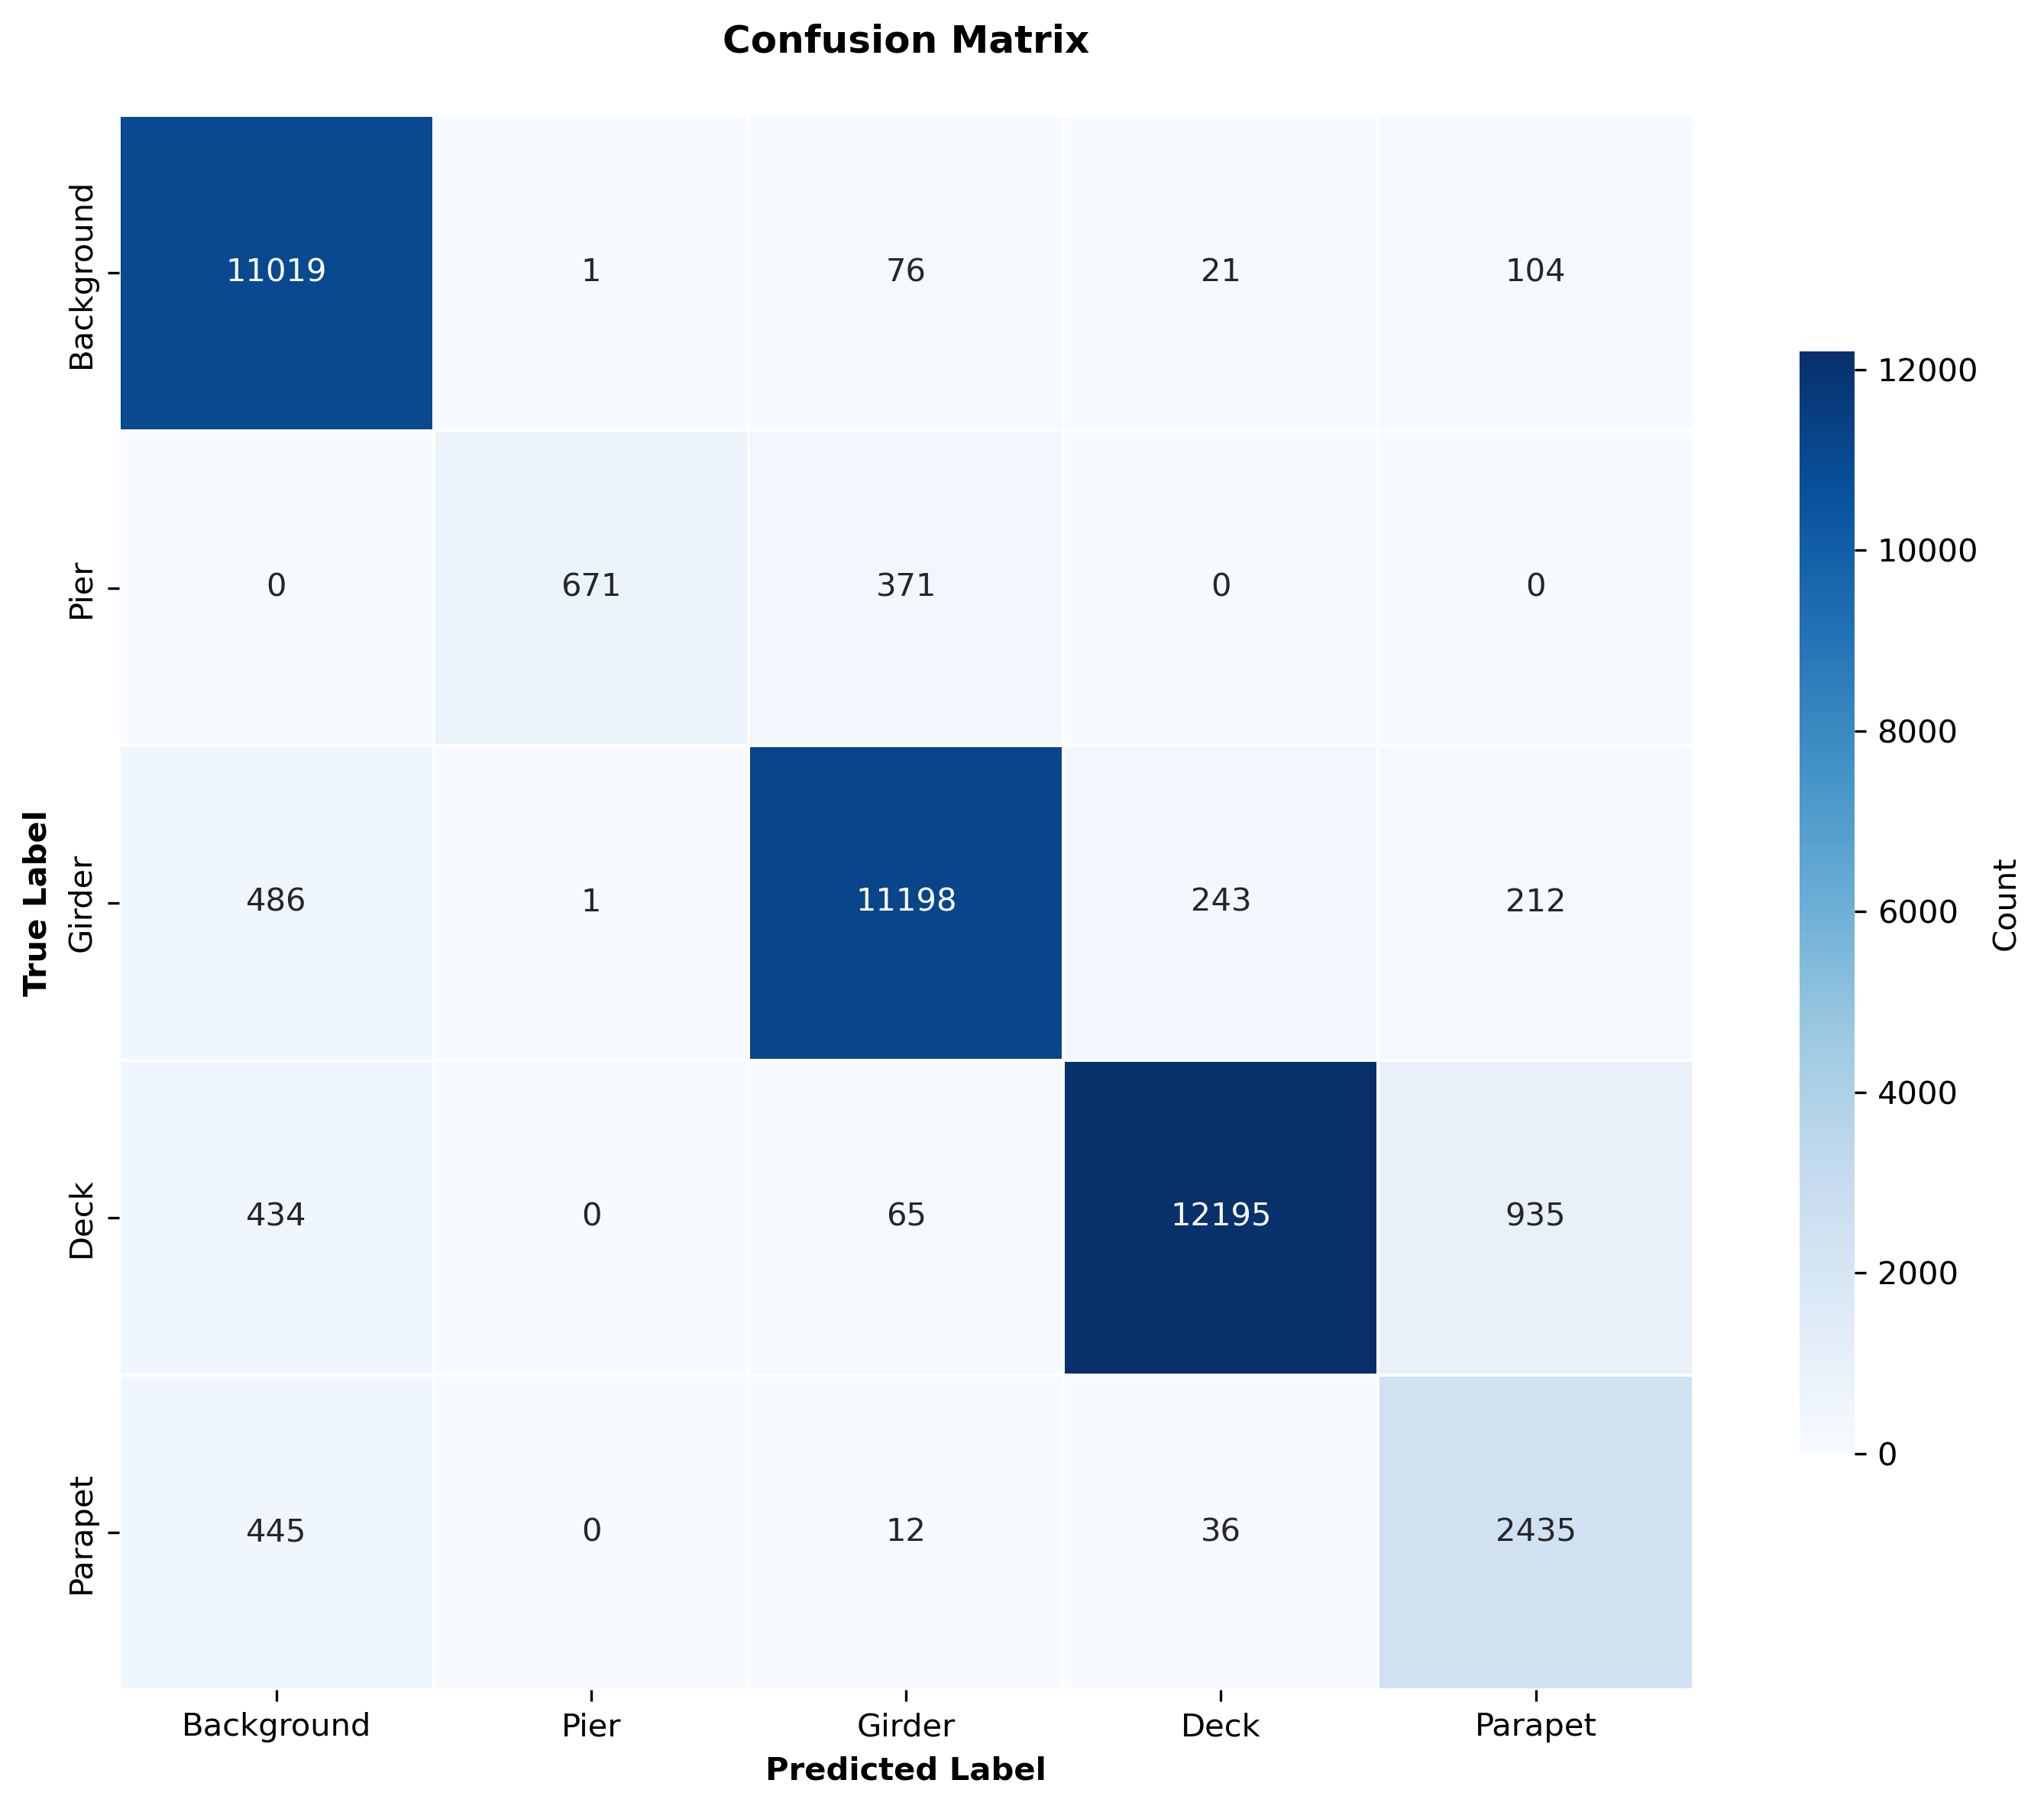 Confusion Matrix
Background 11019 1 76 21 104
Pier 0 671 371 0 0
Girder 486 1 11198 243 212
Deck 434 0 65 12195 935
Parapet 445 0 12 36 2435
Background Pier Girder Deck Parapet
Predicted Label
True Label
12000
10000
8000
6000
4000
2000
0
Count